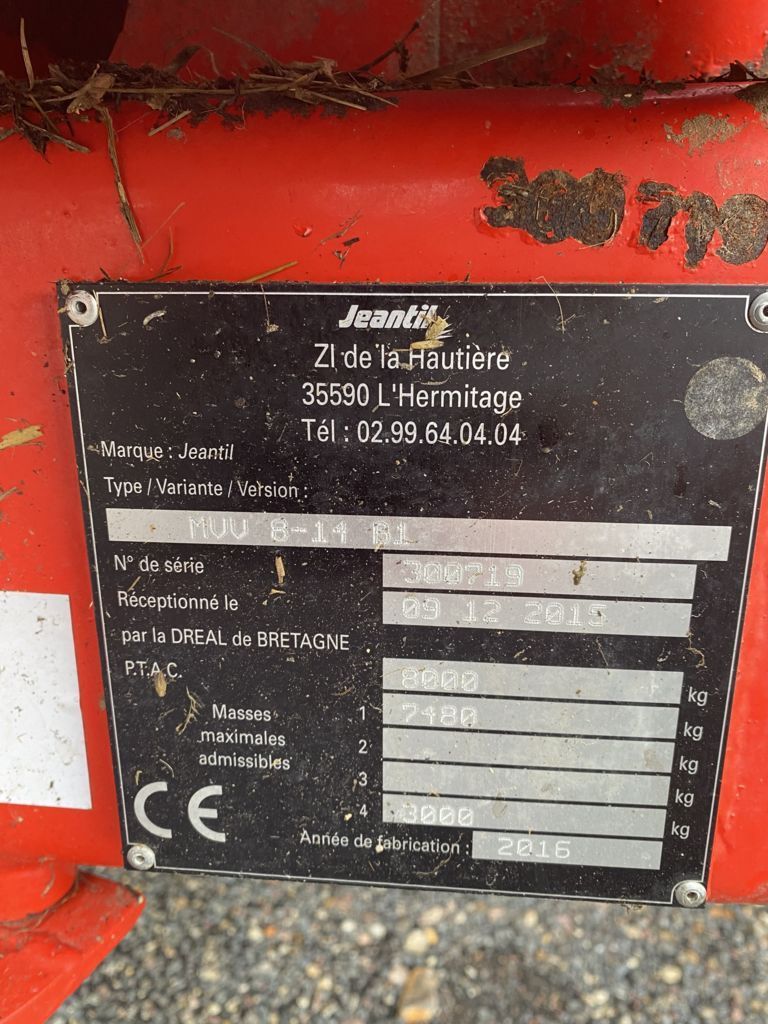 Jeantil
ZI de la Hautière
35590 L'Hermitage
Tél : 02.99.64.04.04
Marque : Jeantil
Type / Variante / Version :
MVV 8-14 B1
N° de série 300719
Réceptionné le 09 12 2015
par la DREAL de BRETAGNE
P.T.A.C. 8000 kg
Masses maximales admissibles
1 7480 kg
2 kg
3 kg
4 3000 kg
Année de fabrication : 2016
CE